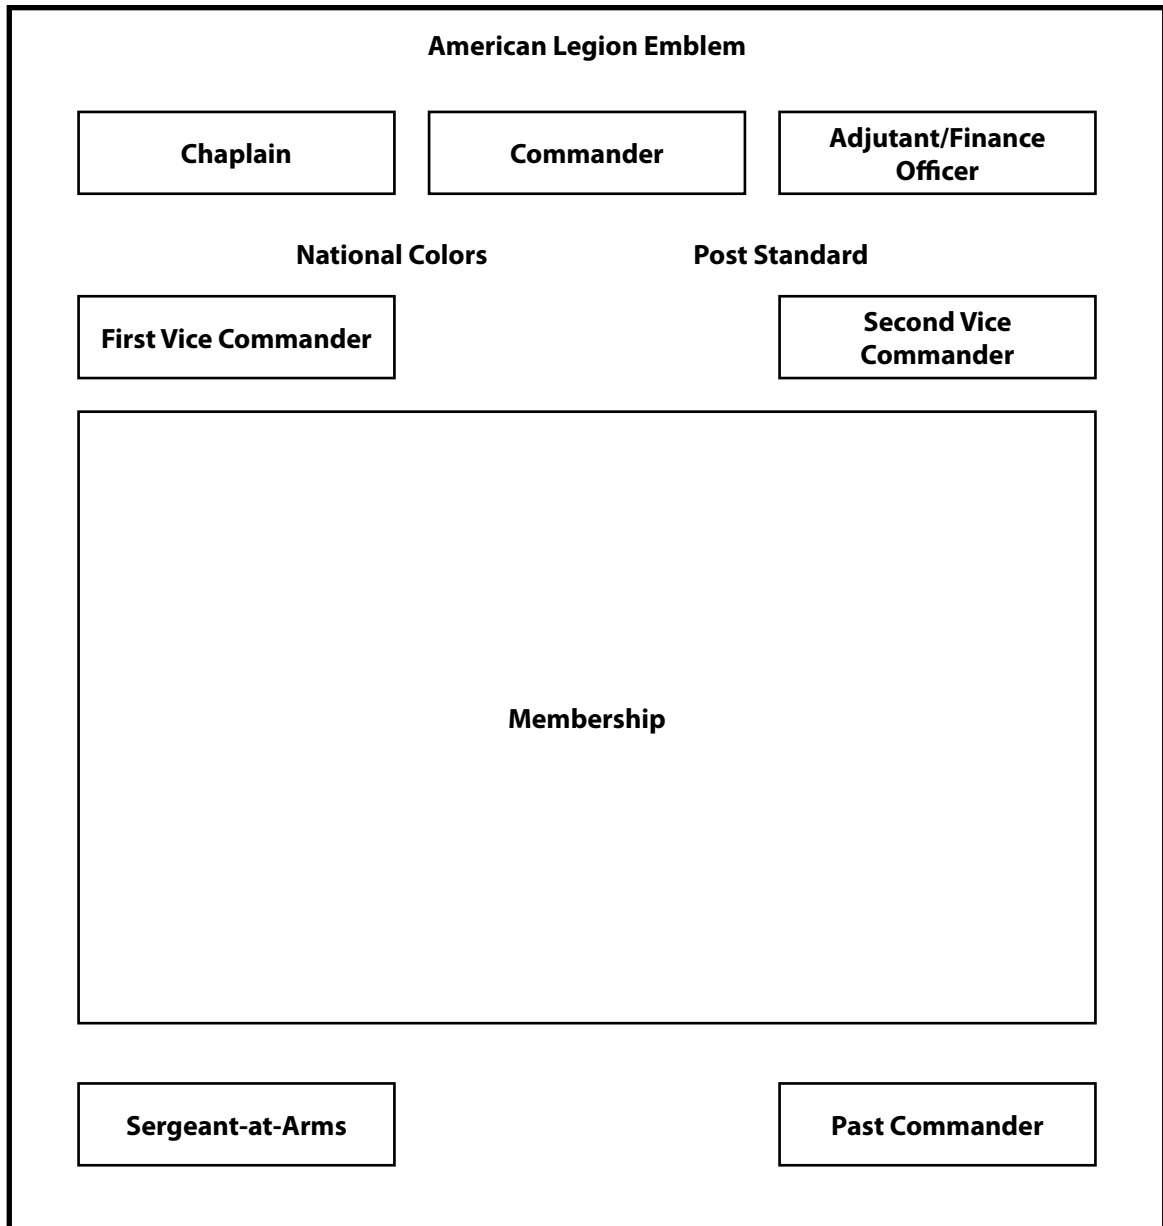 American Legion Emblem
Chaplain
Commander
Adjutant/Finance
Officer
National Colors
Post Standard
First Vice Commander
Second Vice
Commander
Membership
Sergeant-at-Arms
Past Commander